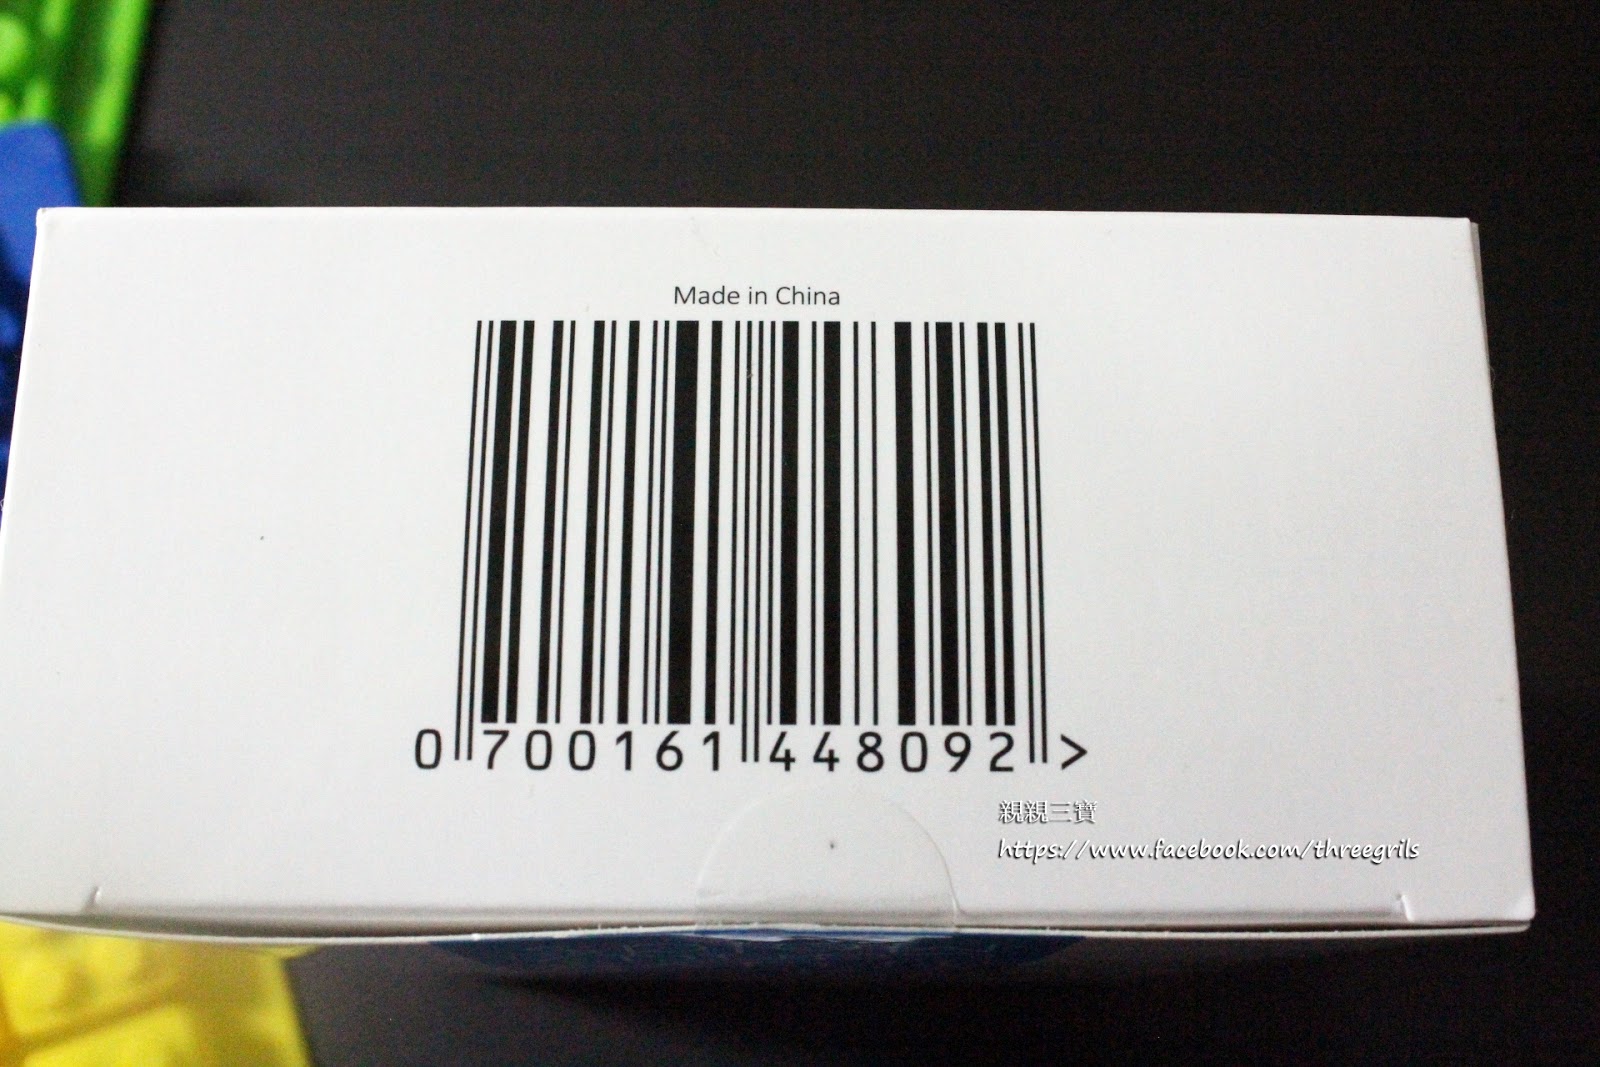 Made in China
0 700161 448092 >
親親三寶
https://www.facebook.com/threegrils